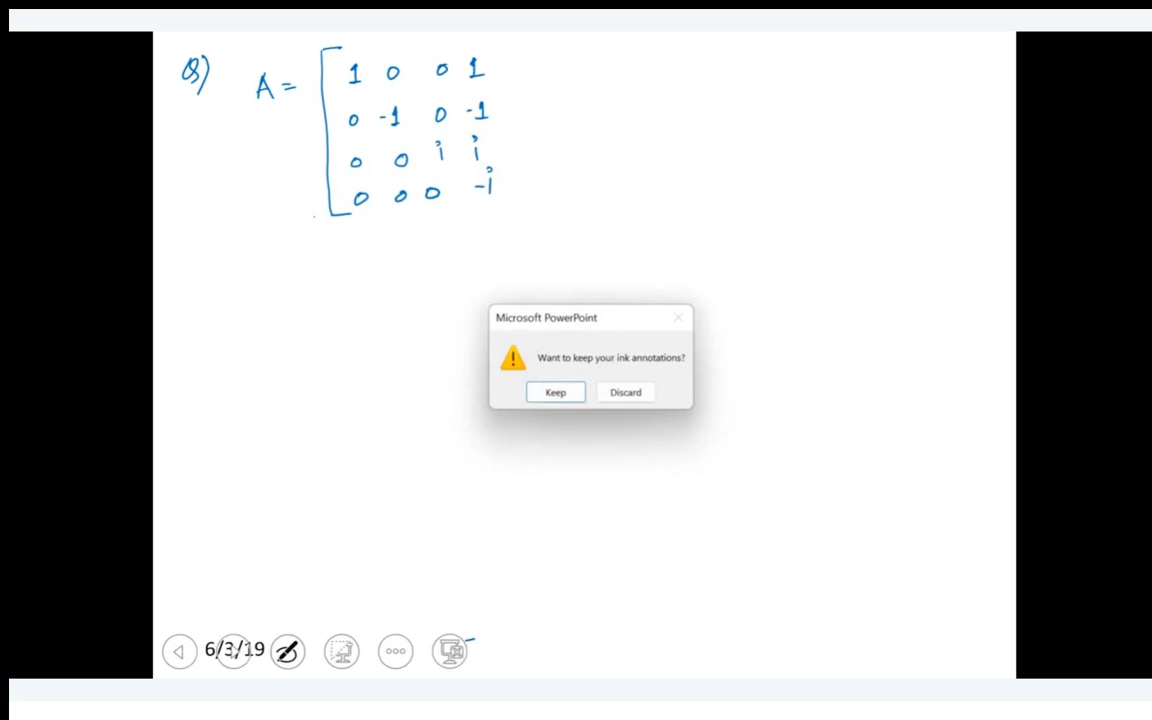 Q) A = [
1 0 0 1
0 -1 0 -1
0 0 i i
0 0 0 -i
Microsoft PowerPoint
Want to keep your ink annotations?
Keep Discard
6/3/19